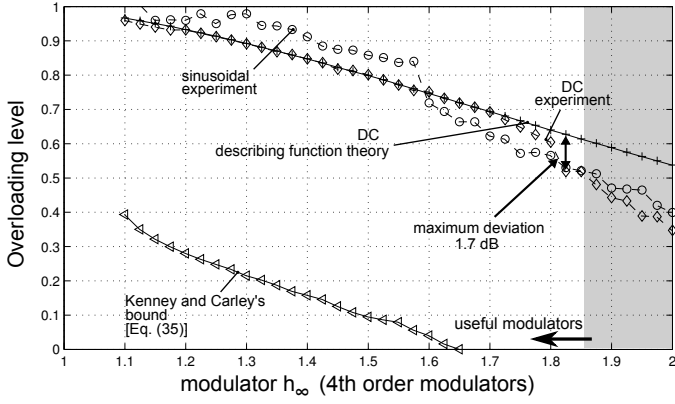 1
0.9
0.8
0.7
0.6
0.5
0.4
0.3
0.2
0.1
0
Overloading level
sinusoidal
experiment
DC
experiment
DC
describing function theory
maximum deviation
1.7 dB
Kenney and Carley's
bound
[Eq. (35)]
useful modulators
1 1.1 1.2 1.3 1.4 1.5 1.6 1.7 1.8 1.9 2
modulator h∞ (4th order modulators)